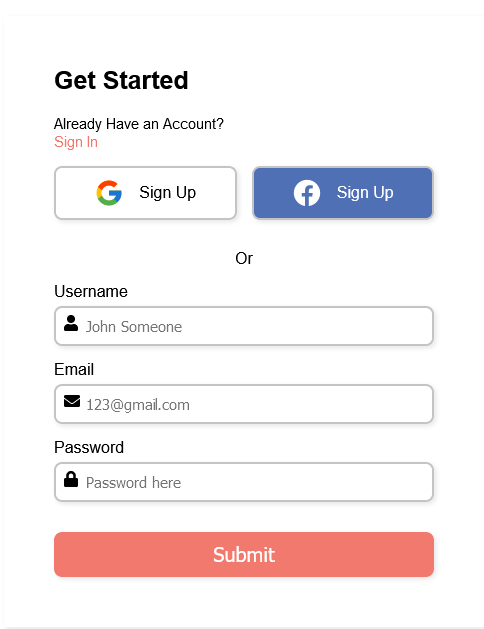 Get Started
Already Have an Account?
Sign In
Sign Up
Sign Up
Or
Username
John Someone
Email
123@gmail.com
Password
Password here
Submit